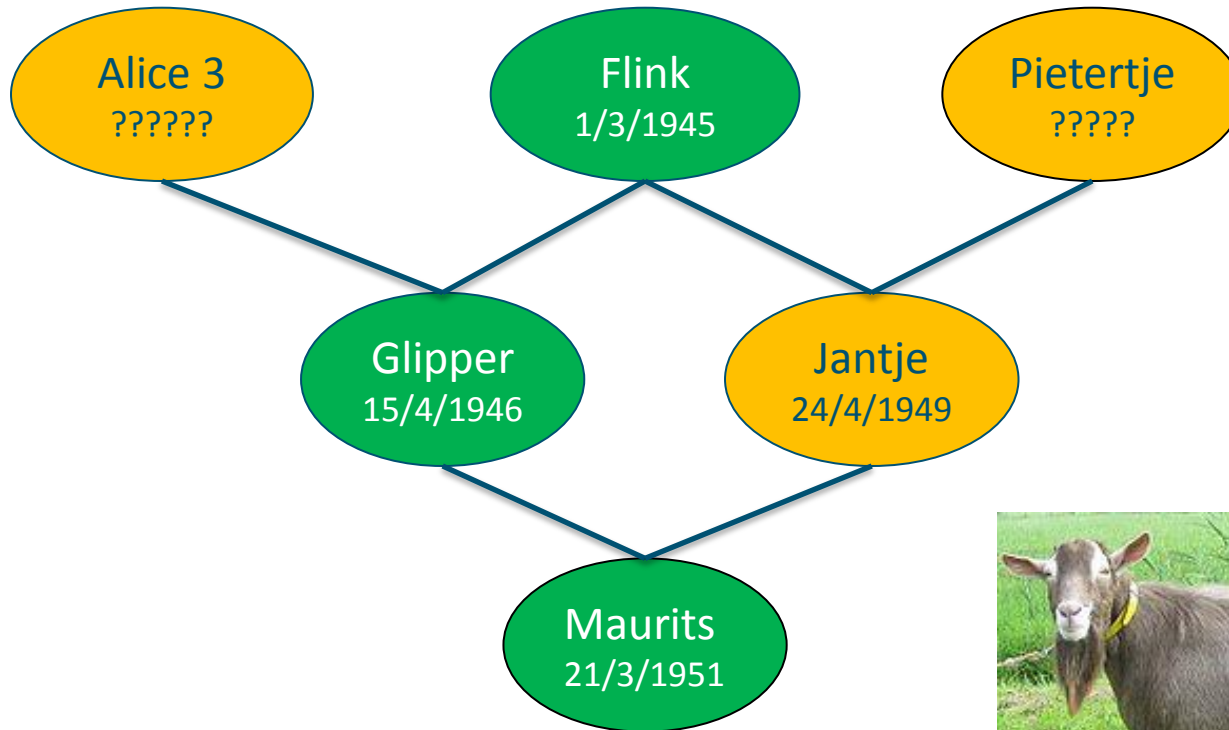 Alice 3
??????
Flink
1/3/1945
Pietertje
?????
Glipper
15/4/1946
Jantje
24/4/1949
Maurits
21/3/1951